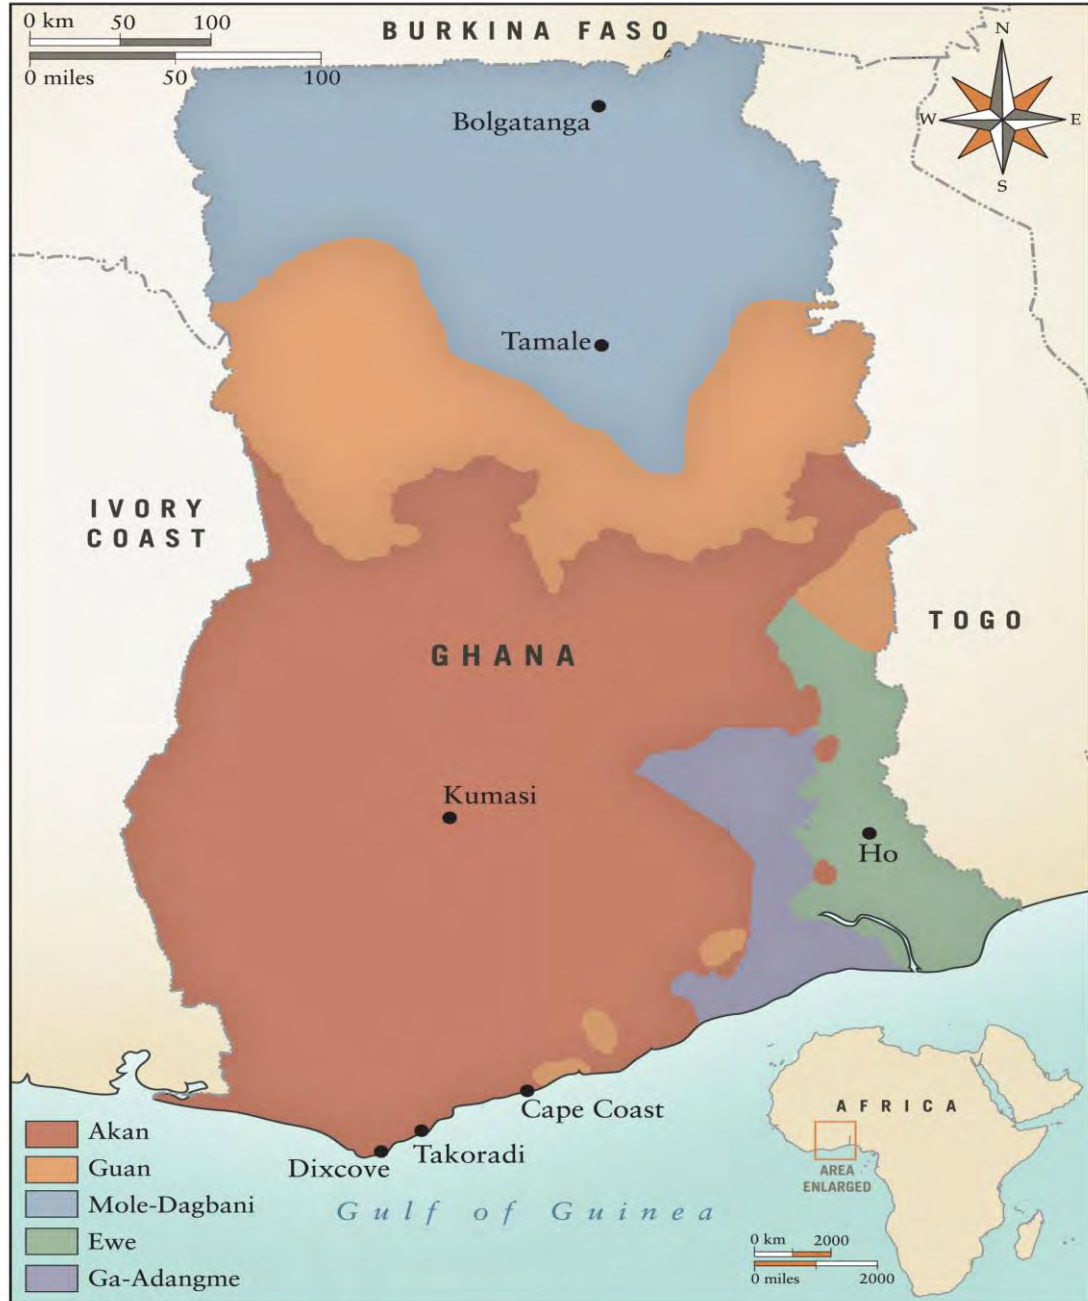 0 km 50 100
0 miles 50 100
BURKINA FASO
N
W E
S
Bolgatanga
Tamale
IVORY
COAST
TOGO
GHANA
Kumasi
Ho
Cape Coast
Takoradi
Dixcove
Gulf of Guinea
Akan
Guan
Mole-Dagbani
Ewe
Ga-Adangme
AFRICA
AREA
ENLARGED
0 km 2000
0 miles 2000